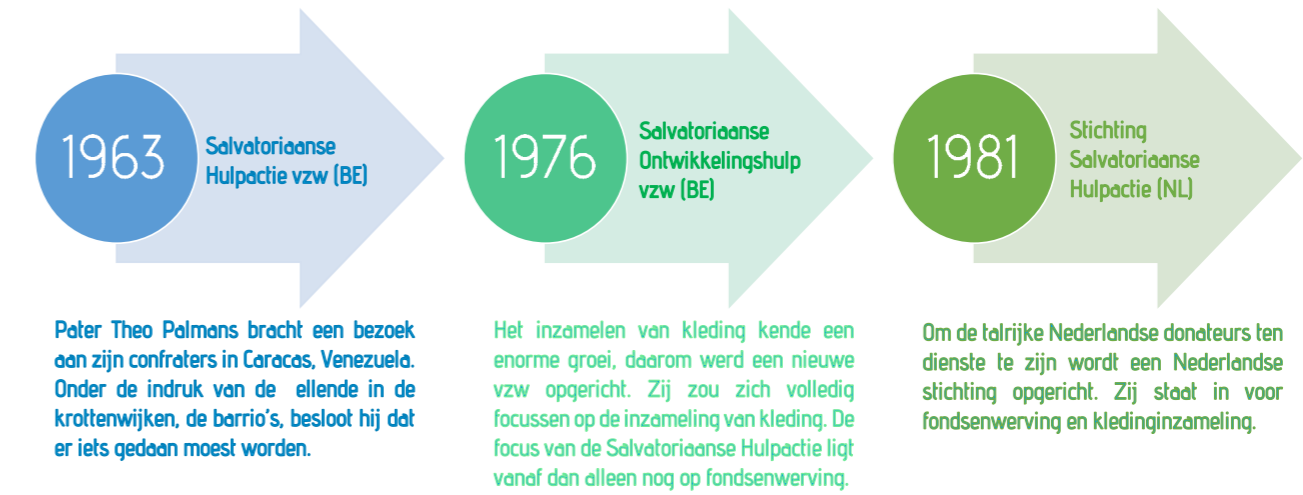 1963
Salvatoriaanse
Hulpactie vzw (BE)
Pater Theo Palmans bracht een bezoek
aan zijn confraters in Caracas, Venezuela.
Onder de indruk van de ellende in de
krottenwijken, de barrio's, besloot hij dat
er iets gedaan moest worden.
1976
Salvatoriaanse
Ontwikkelingshulp
vzw (BE)
Het inzamelen van kleding kende een
enorme groei, daarom werd een nieuwe
vzw opgericht. Zij zou zich volledig
focussen op de inzameling van kleding. De
focus van de Salvatoriaanse Hulpactie ligt
vanaf dan alleen nog op fondsenwerving.
1981
Stichting
Salvatoriaanse
Hulpactie (NL)
Om de talrijke Nederlandse donateurs ten
dienste te zijn wordt een Nederlandse
stichting opgericht. Zij staat in voor
fondsenwerving en kledinginzameling.